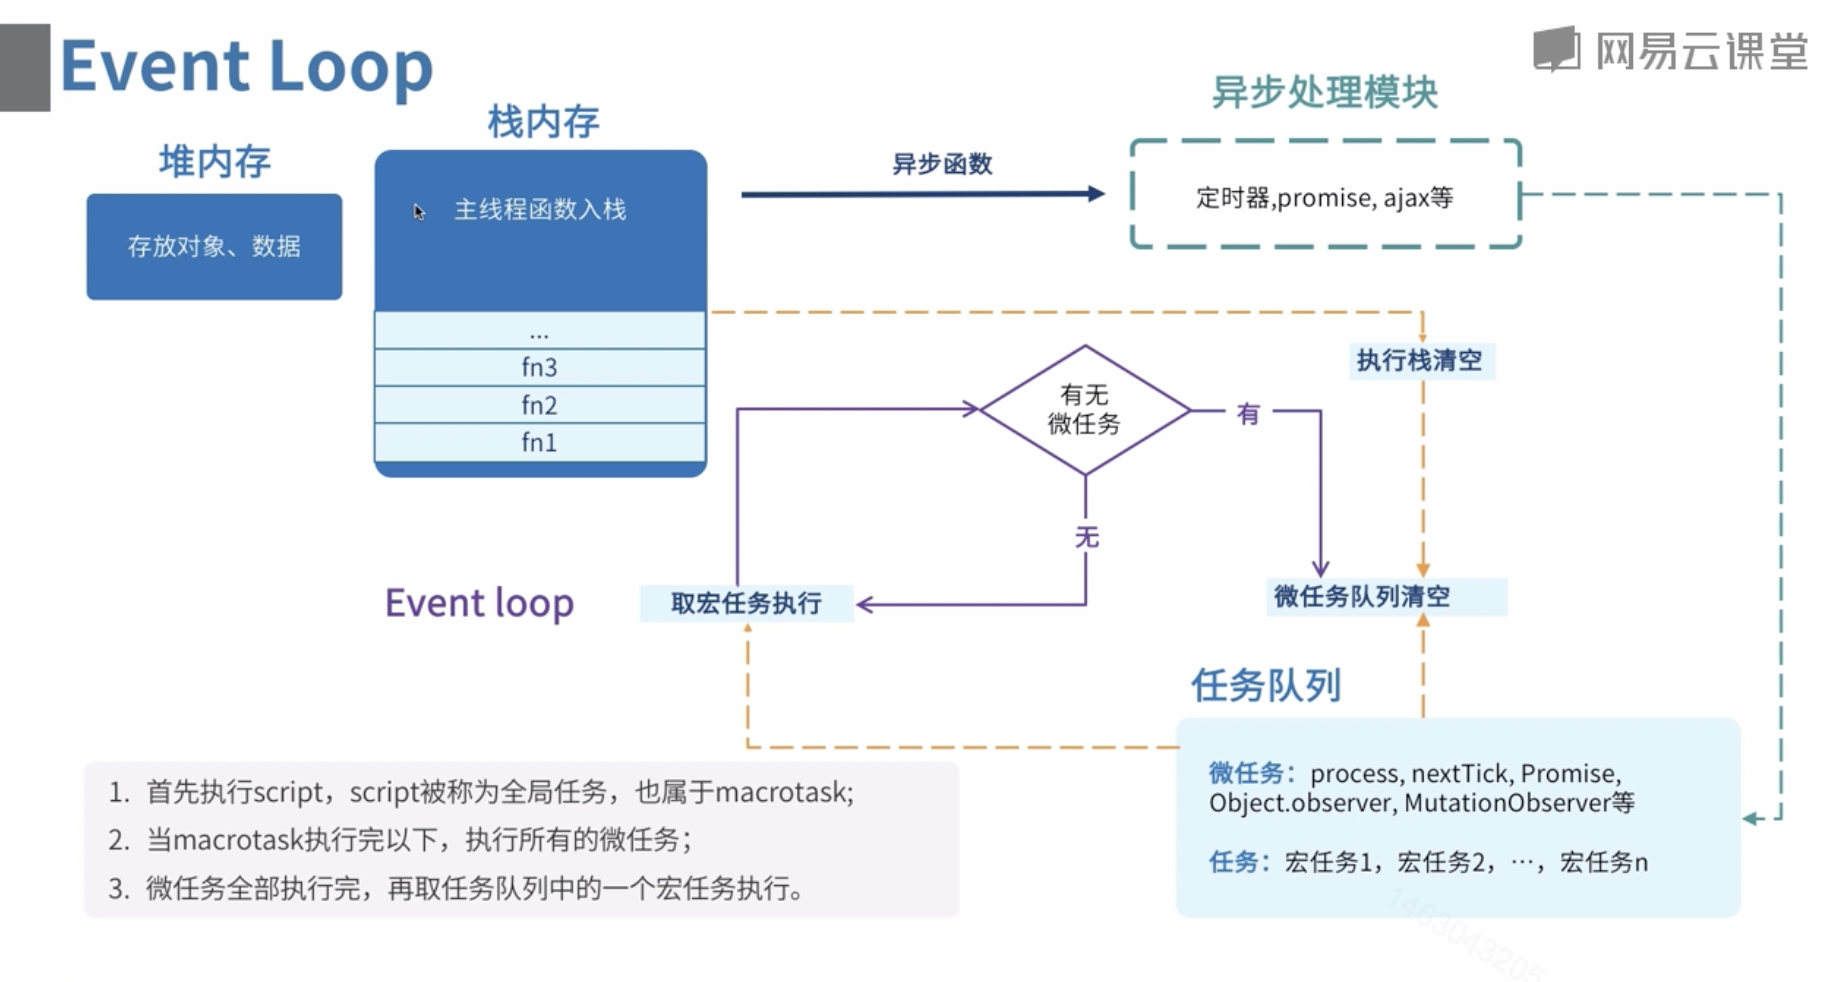 Event Loop
网易云课堂
堆内存
存放对象、数据
栈内存
主线程函数入栈
...
fn3
fn2
fn1
异步函数
异步处理模块
定时器,promise, ajax等
执行栈清空
有无
微任务
有
无
Event loop
取宏任务执行
微任务队列清空
任务队列
微任务：process, nextTick, Promise,
Object.observer, MutationObserver等
任务：宏任务1，宏任务2，…，宏任务n
1. 首先执行script，script被称为全局任务，也属于macrotask;
2. 当macrotask执行完以下，执行所有的微任务；
3. 微任务全部执行完，再取任务队列中的一个宏任务执行。
1463043205